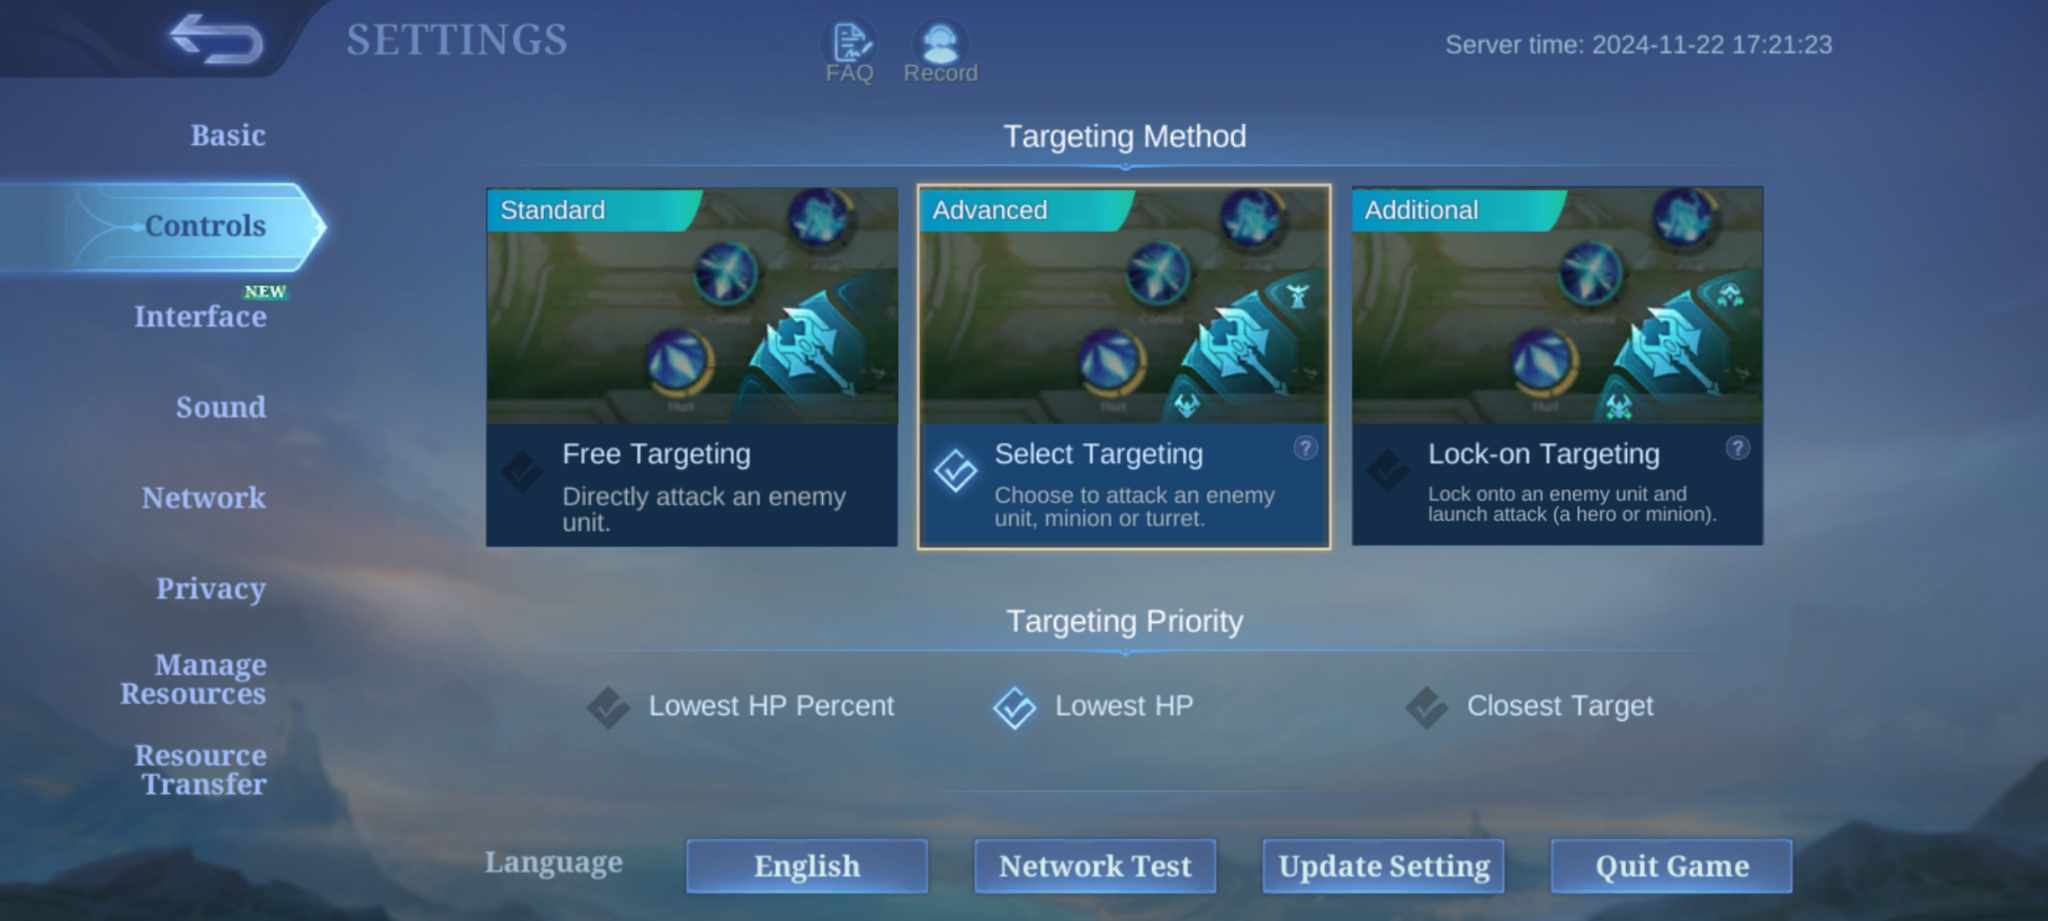 SETTINGS
FAQ
Record
Server time: 2024-11-22 17:21:23
Basic
Controls
NEW
Interface
Sound
Network
Privacy
Manage
Resources
Resource
Transfer
Targeting Method
Standard
Free Targeting
Directly attack an enemy
unit.
Advanced
Select Targeting
?
Choose to attack an enemy
unit, minion or turret.
Additional
Lock-on Targeting
?
Lock onto an enemy unit and
launch attack (a hero or minion).
Targeting Priority
Lowest HP Percent
Lowest HP
Closest Target
Language
English
Network Test
Update Setting
Quit Game